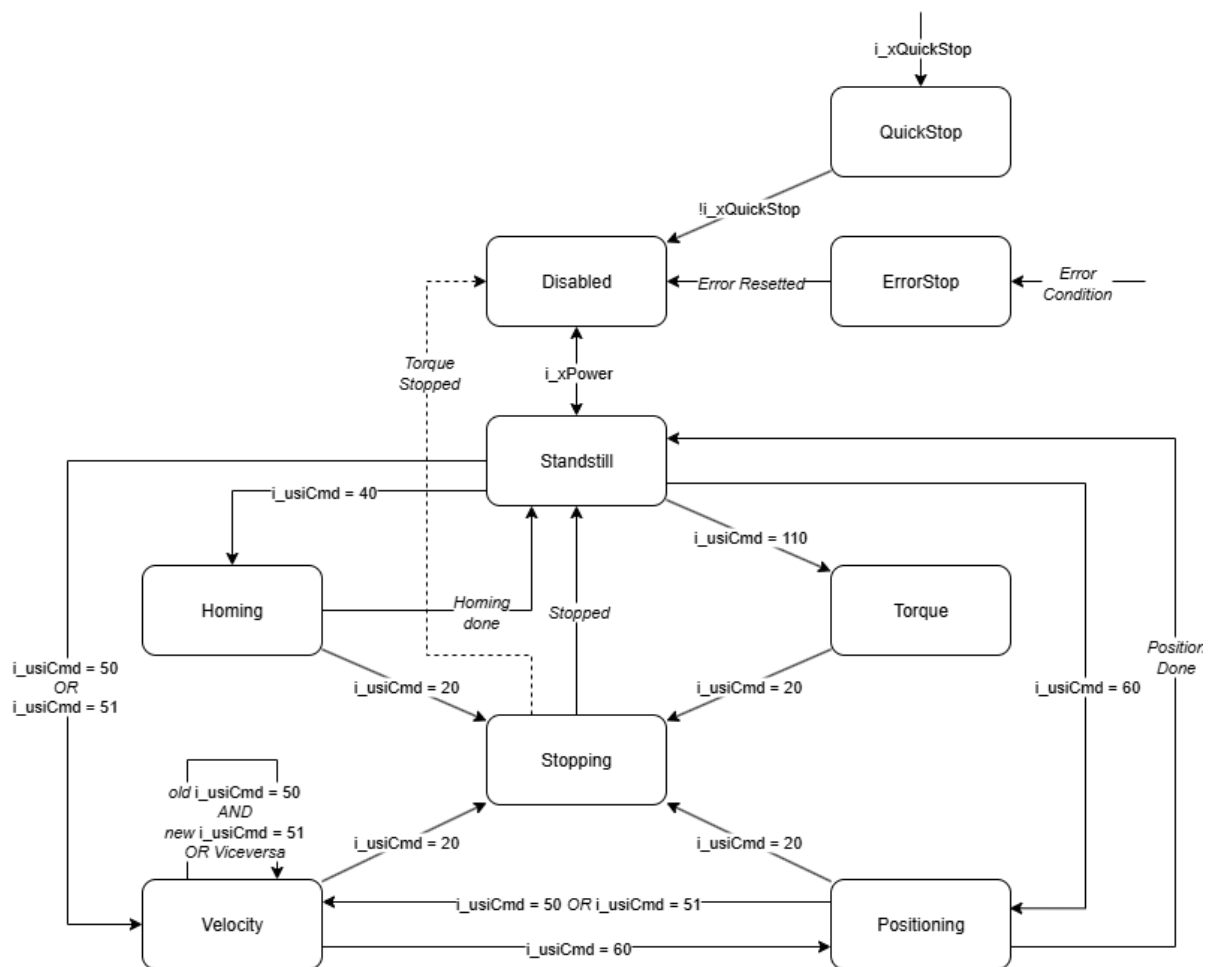 i_xQuickStop
QuickStop
!i_xQuickStop
Disabled
Error Resetted
ErrorStop
Error
Condition
Torque
Stopped
i_xPower
Standstill
i_usiCmd = 40
i_usiCmd = 110
Homing
Homing
done
Stopped
Torque
Position
Done
i_usiCmd = 50
OR
i_usiCmd = 51
i_usiCmd = 20
i_usiCmd = 20
i_usiCmd = 60
Stopping
old i_usiCmd = 50
AND
new i_usiCmd = 51
OR Viceversa
i_usiCmd = 20
i_usiCmd = 20
Velocity
i_usiCmd = 50 OR i_usiCmd = 51
i_usiCmd = 60
Positioning